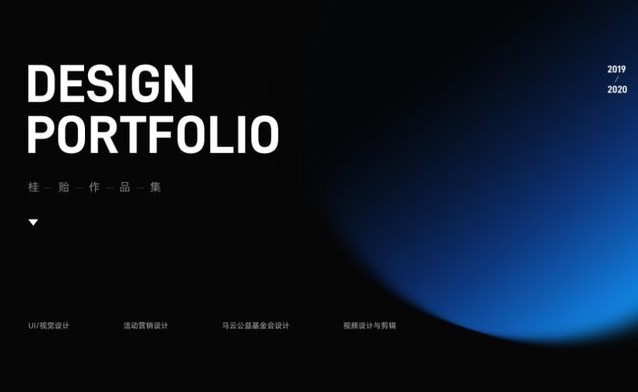 DESIGN
PORTFOLIO
2019
/
2020
桂 — 贻 — 作 — 品 — 集
UI/视觉设计
活动营销设计
马云公益基金会设计
视频设计与剪辑